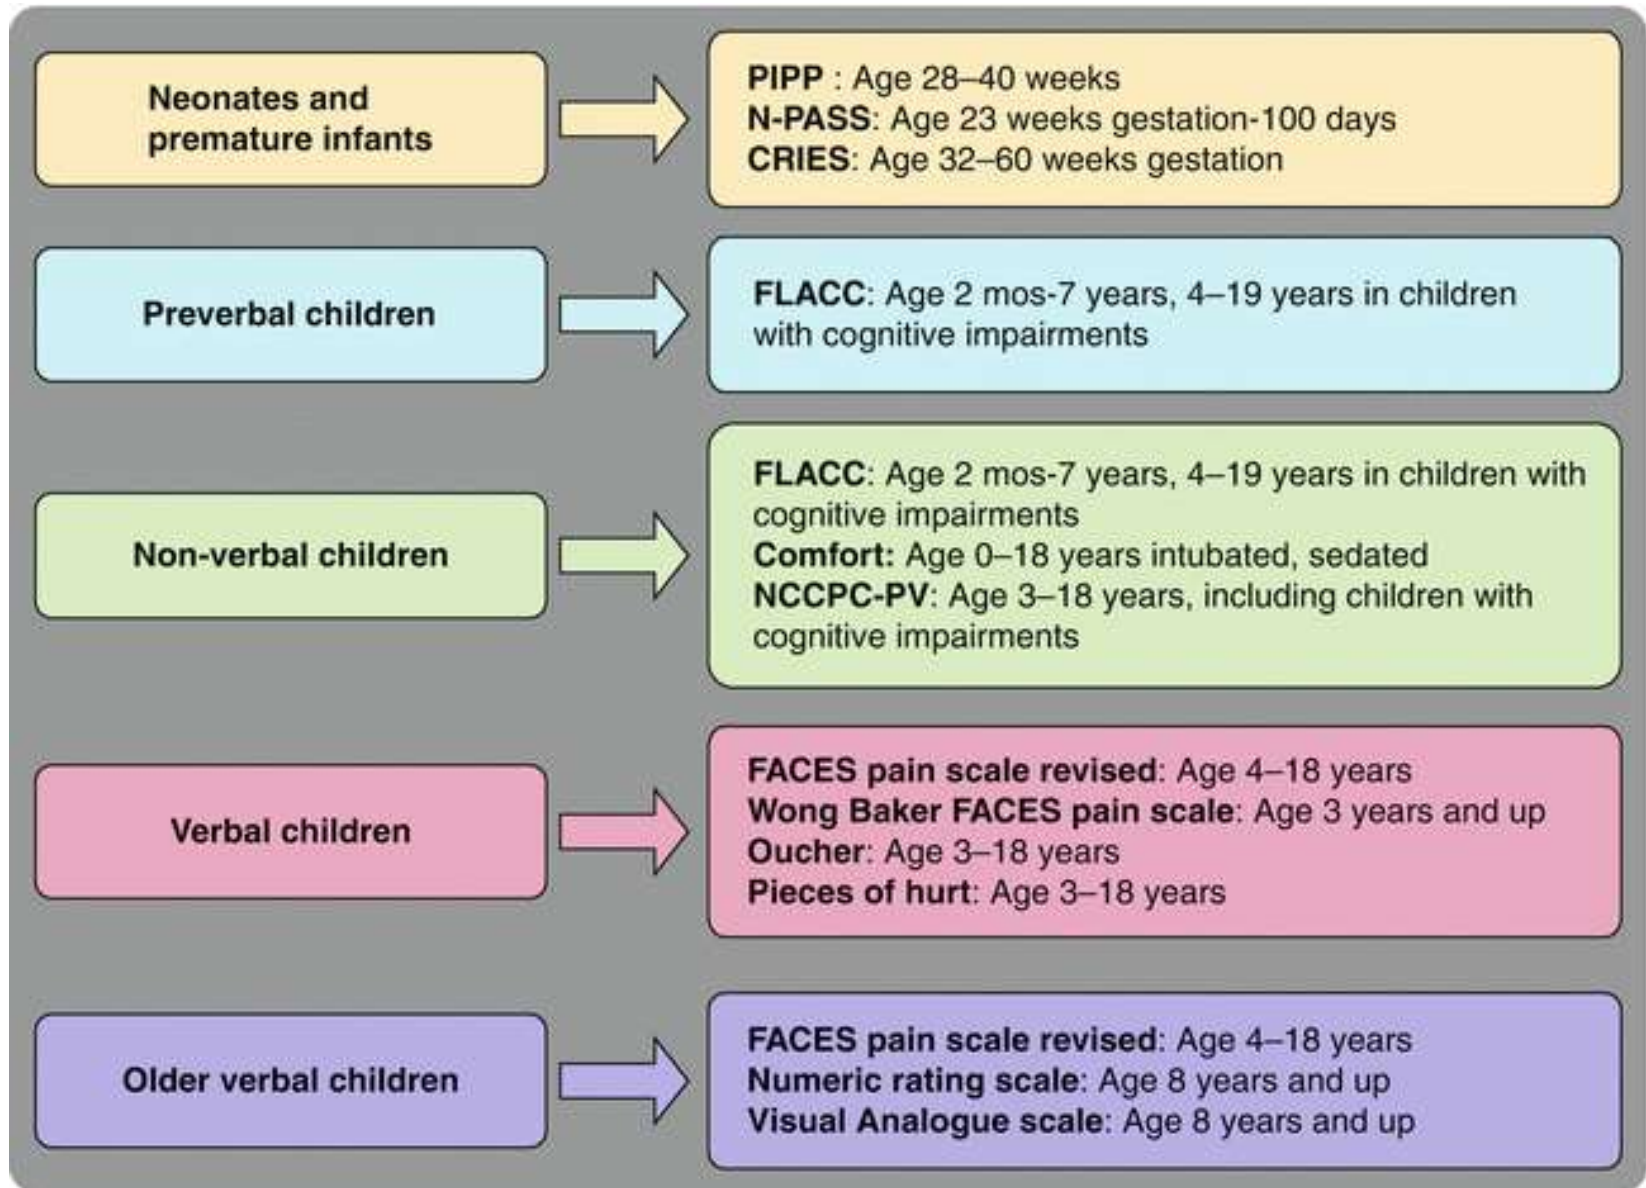 Neonates and
premature infants
PIPP : Age 28–40 weeks
N-PASS: Age 23 weeks gestation-100 days
CRIES: Age 32–60 weeks gestation
Preverbal children
FLACC: Age 2 mos-7 years, 4–19 years in children
with cognitive impairments
Non-verbal children
FLACC: Age 2 mos-7 years, 4–19 years in children with
cognitive impairments
Comfort: Age 0–18 years intubated, sedated
NCCPC-PV: Age 3–18 years, including children with
cognitive impairments
Verbal children
FACES pain scale revised: Age 4–18 years
Wong Baker FACES pain scale: Age 3 years and up
Oucher: Age 3–18 years
Pieces of hurt: Age 3–18 years
Older verbal children
FACES pain scale revised: Age 4–18 years
Numeric rating scale: Age 8 years and up
Visual Analogue scale: Age 8 years and up